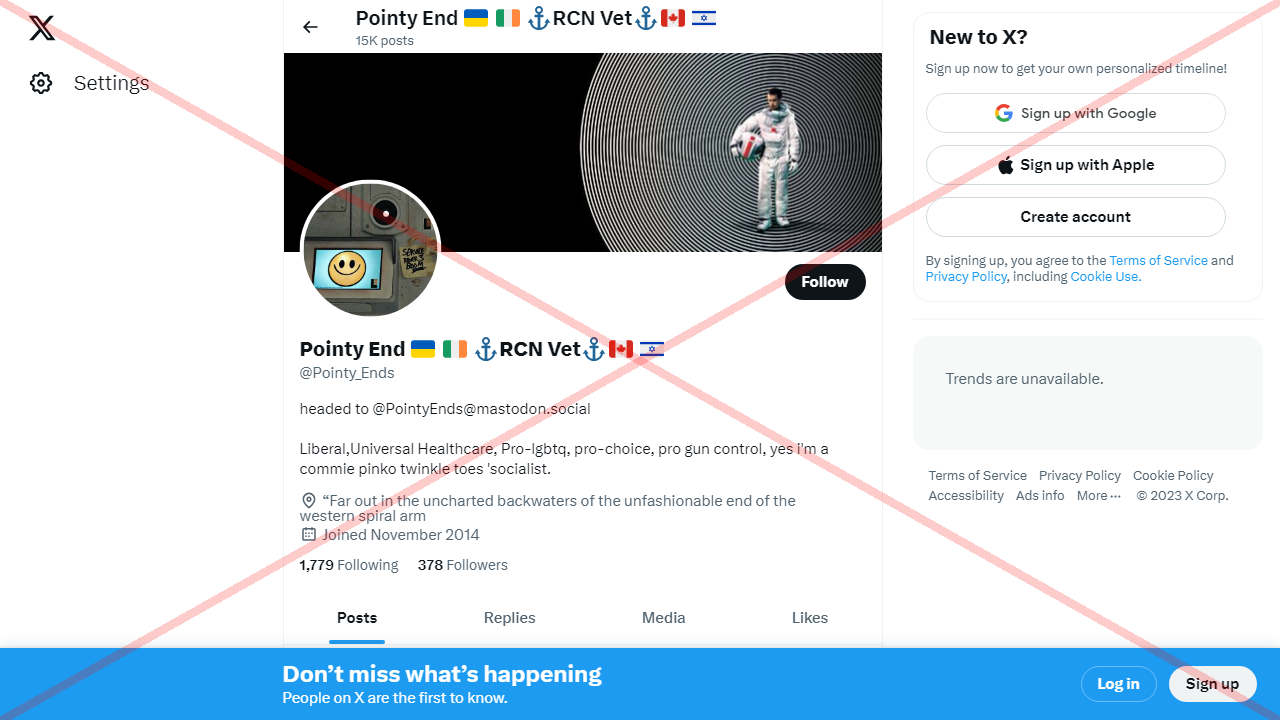 Settings
Pointy End 🇺🇦 🇮🇪 ⚓RCN Vet⚓🇨🇦 🇮🇱
15K posts
Follow
Pointy End 🇺🇦 🇮🇪 ⚓RCN Vet⚓🇨🇦 🇮🇱
@Pointy_Ends
headed to @PointyEnds@mastodon.social
Liberal,Universal Healthcare, Pro-lgbtq, pro-choice, pro gun control, yes i'm a
commie pinko twinkle toes 'socialist.
“Far out in the uncharted backwaters of the unfashionable end of the
western spiral arm
Joined November 2014
1,779 Following 378 Followers
Posts Replies Media Likes
New to X?
Sign up now to get your own personalized timeline!
Sign up with Google
Sign up with Apple
Create account
By signing up, you agree to the Terms of Service and
Privacy Policy, including Cookie Use.
Trends are unavailable.
Terms of Service Privacy Policy Cookie Policy
Accessibility Ads info More ··· © 2023 X Corp.
Don’t miss what’s happening
People on X are the first to know.
Log in Sign up